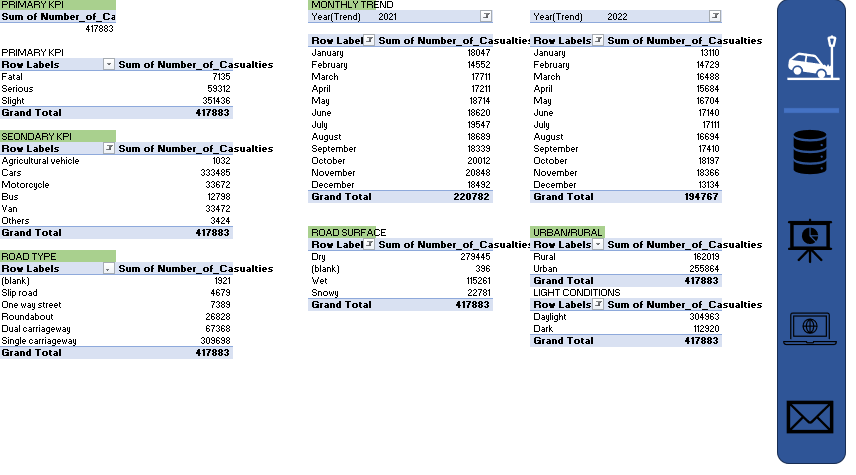 PRIMARY KPI
Sum of Number_of_Ca
417883
PRIMARY KPI
Row Labels Sum of Number_of_Casualties
Fatal 7135
Serious 59312
Slight 351436
Grand Total 417883
SEONDARY KPI
Row Labels Sum of Number_of_Casualties
Agricultural vehicle 1032
Cars 333485
Motorcycle 33672
Bus 12798
Van 33472
Others 3424
Grand Total 417883
ROAD TYPE
Row Labels Sum of Number_of_Casualties
(blank) 1921
Slip road 4679
One way street 7389
Roundabout 26828
Dual carriageway 67368
Single carriageway 309698
Grand Total 417883
MONTHLY TREND
Year(Trend) 2021
Row Label Sum of Number_of_Casualties
January 18047
February 14552
March 17711
April 17211
May 18714
June 18620
July 19547
August 18689
September 18339
October 20012
November 20848
December 18492
Grand Total 220782
ROAD SURFACE
Row Label Sum of Number_of_Casualties
Dry 279445
(blank) 396
Wet 115261
Snowy 22781
Grand Total 417883
Year(Trend) 2022
Row Labels Sum of Number_of_Casualties
January 13110
February 14729
March 16488
April 15684
May 16704
June 17140
July 17111
August 16694
September 17410
October 18197
November 18366
December 13134
Grand Total 194767
URBAN/RURAL
Row Labels Sum of Number_of_Casualties
Rural 162019
Urban 255864
Grand Total 417883
LIGHT CONDITIONS
Row Labels Sum of Number_of_Casualties
Daylight 304963
Dark 112920
Grand Total 417883